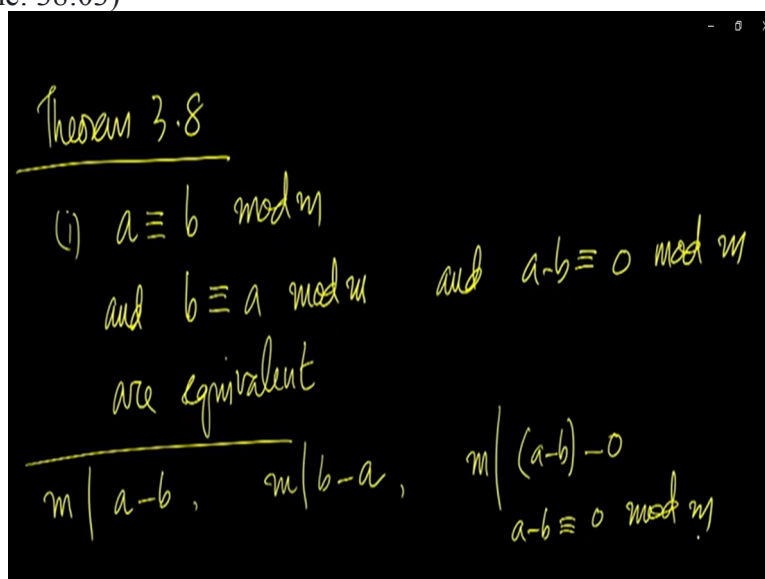 Theorem 3.8
(i) a ≡ b mod m
and b ≡ a mod m and a-b ≡ 0 mod m
are equivalent
m | a-b, m | b-a, m | (a-b)-0
a-b ≡ 0 mod m